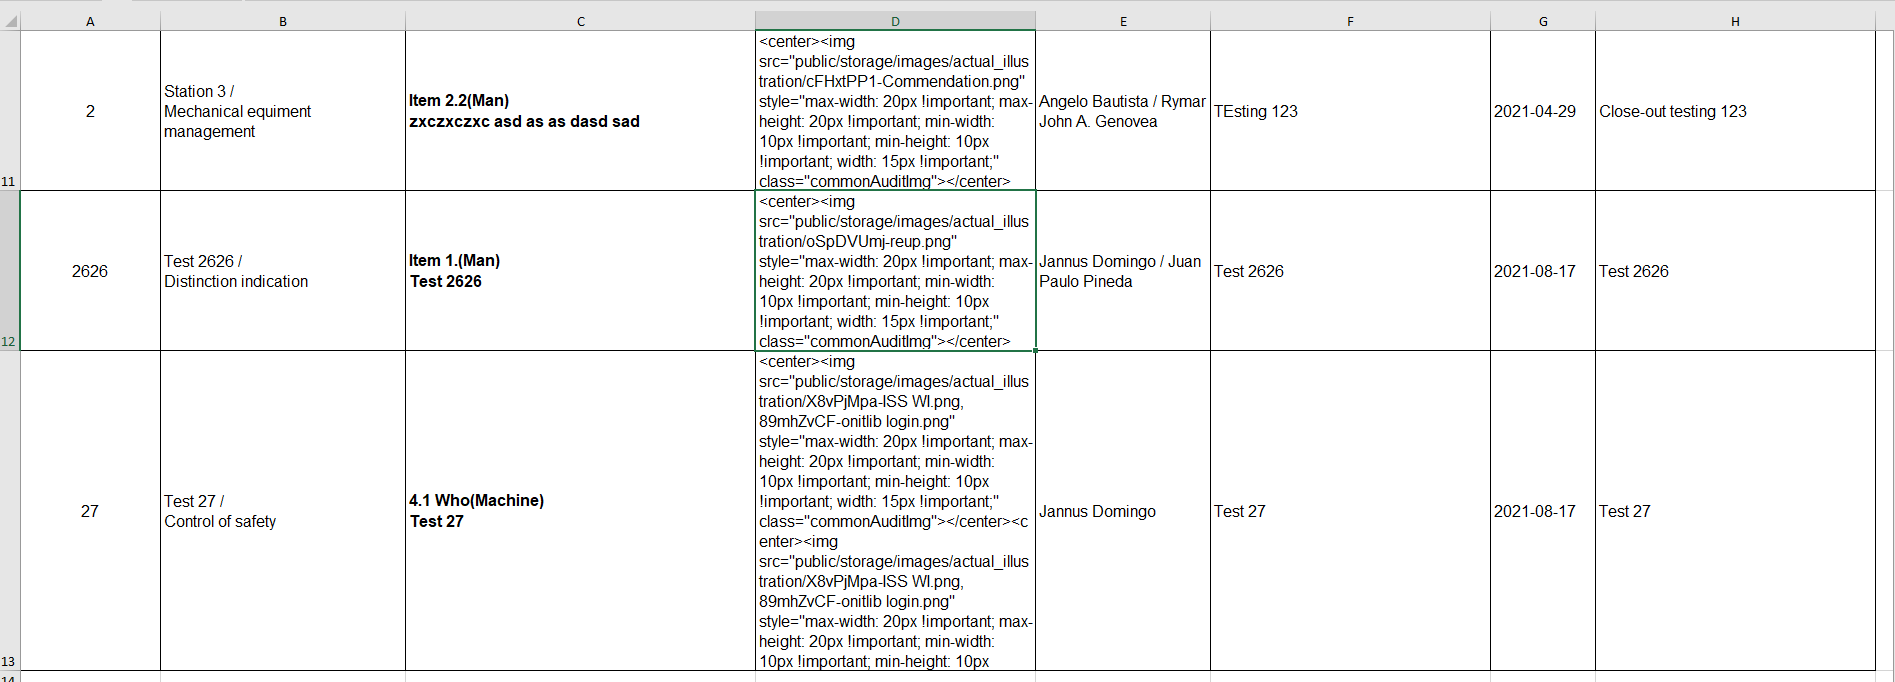 A B C D E F G H
11
2
Station 3 /
Mechanical equiment
management
Item 2.2(Man)
zxczxczxc asd as as dasd sad
<center><img
src="public/storage/images/actual_illus
tration/cFHxtPP1-Commendation.png"
style="max-width: 20px !important; max-
height: 20px !important; min-width:
10px !important; min-height: 10px
!important; width: 15px !important;"
class="commonAuditImg"></center>
Angelo Bautista / Rymar
John A. Genovea
TEsting 123
2021-04-29
Close-out testing 123
12
2626
Test 2626 /
Distinction indication
Item 1.(Man)
Test 2626
<center><img
src="public/storage/images/actual_illus
tration/oSpDVUmj-reup.png"
style="max-width: 20px !important; max-
height: 20px !important; min-width:
10px !important; min-height: 10px
!important; width: 15px !important;"
class="commonAuditImg"></center>
Jannus Domingo / Juan
Paulo Pineda
Test 2626
2021-08-17
Test 2626
13
27
Test 27 /
Control of safety
4.1 Who(Machine)
Test 27
<center><img
src="public/storage/images/actual_illus
tration/X8vPjMpa-ISS WI.png,
89mhZvCF-onitlib login.png"
style="max-width: 20px !important; max-
height: 20px !important; min-width:
10px !important; min-height: 10px
!important; width: 15px !important;"
class="commonAuditImg"></center><c
enter><img
src="public/storage/images/actual_illus
tration/X8vPjMpa-ISS WI.png,
89mhZvCF-onitlib login.png"
style="max-width: 20px !important; max-
height: 20px !important; min-width:
10px !important; min-height: 10px
Jannus Domingo
Test 27
2021-08-17
Test 27
14